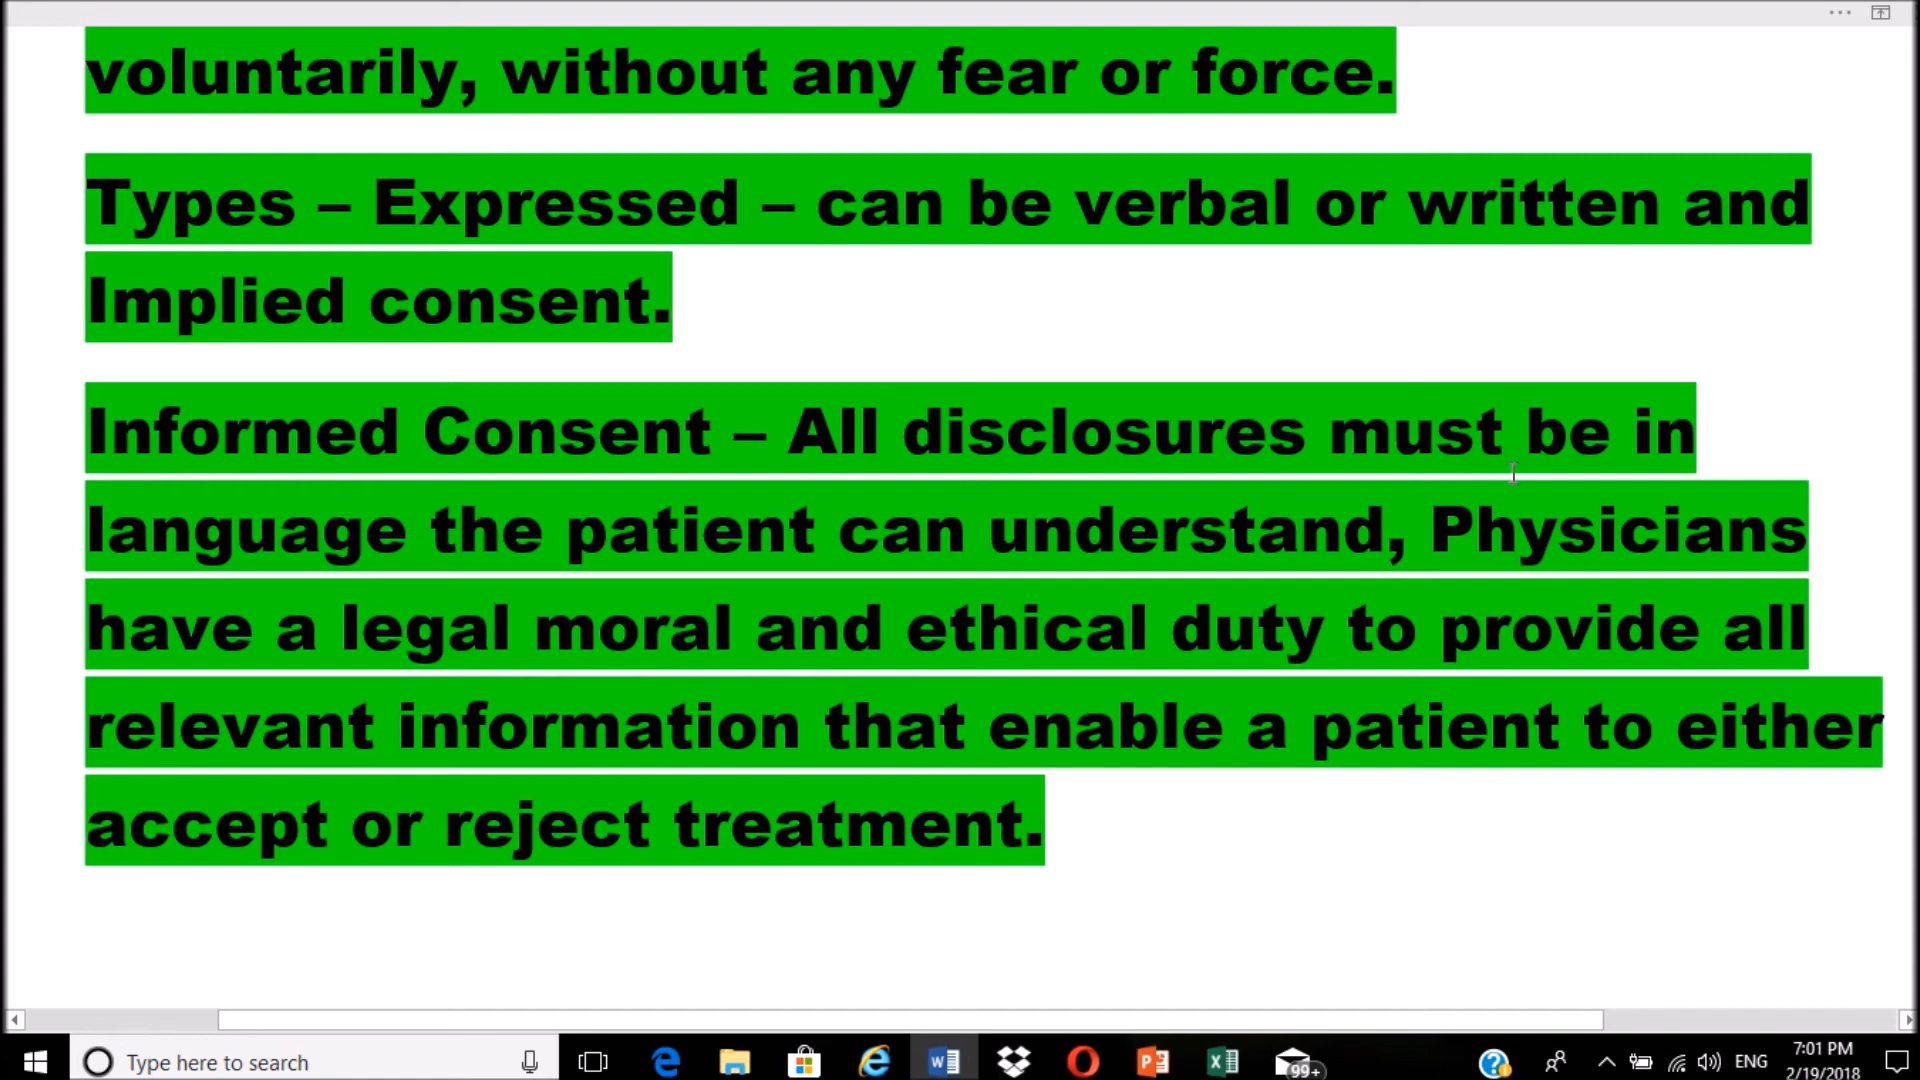 voluntarily, without any fear or force.
Types – Expressed – can be verbal or written and
Implied consent.
Informed Consent – All disclosures must be in
language the patient can understand, Physicians
have a legal moral and ethical duty to provide all
relevant information that enable a patient to either
accept or reject treatment.
Type here to search
99+
ENG
7:01 PM
2/19/2018